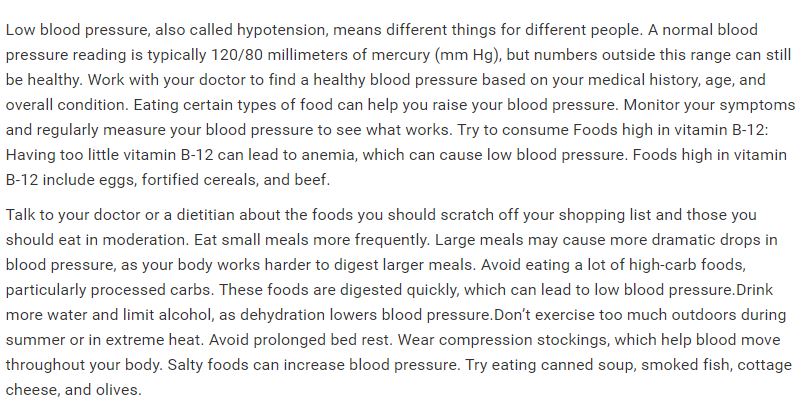 Low blood pressure, also called hypotension, means different things for different people. A normal blood
pressure reading is typically 120/80 millimeters of mercury (mm Hg), but numbers outside this range can still
be healthy. Work with your doctor to find a healthy blood pressure based on your medical history, age, and
overall condition. Eating certain types of food can help you raise your blood pressure. Monitor your symptoms
and regularly measure your blood pressure to see what works. Try to consume Foods high in vitamin B-12:
Having too little vitamin B-12 can lead to anemia, which can cause low blood pressure. Foods high in vitamin
B-12 include eggs, fortified cereals, and beef.
Talk to your doctor or a dietitian about the foods you should scratch off your shopping list and those you
should eat in moderation. Eat small meals more frequently. Large meals may cause more dramatic drops in
blood pressure, as your body works harder to digest larger meals. Avoid eating a lot of high-carb foods,
particularly processed carbs. These foods are digested quickly, which can lead to low blood pressure.Drink
more water and limit alcohol, as dehydration lowers blood pressure.Don’t exercise too much outdoors during
summer or in extreme heat. Avoid prolonged bed rest. Wear compression stockings, which help blood move
throughout your body. Salty foods can increase blood pressure. Try eating canned soup, smoked fish, cottage
cheese, and olives.